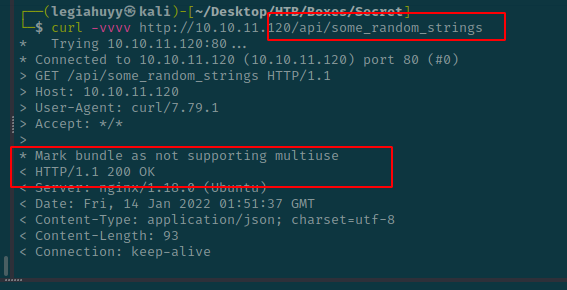 ┌──(legiahuyy㉿kali)-[~/Desktop/HTB/Boxes/Secret]
└─$ curl -vvvv http://10.10.11.120/api/some_random_strings
*   Trying 10.10.11.120:80...
* Connected to 10.10.11.120 (10.10.11.120) port 80 (#0)
> GET /api/some_random_strings HTTP/1.1
> Host: 10.10.11.120
> User-Agent: curl/7.79.1
> Accept: */*
>
* Mark bundle as not supporting multiuse
< HTTP/1.1 200 OK
< Server: nginx/1.18.0 (Ubuntu)
< Date: Fri, 14 Jan 2022 01:51:37 GMT
< Content-Type: application/json; charset=utf-8
< Content-Length: 93
< Connection: keep-alive